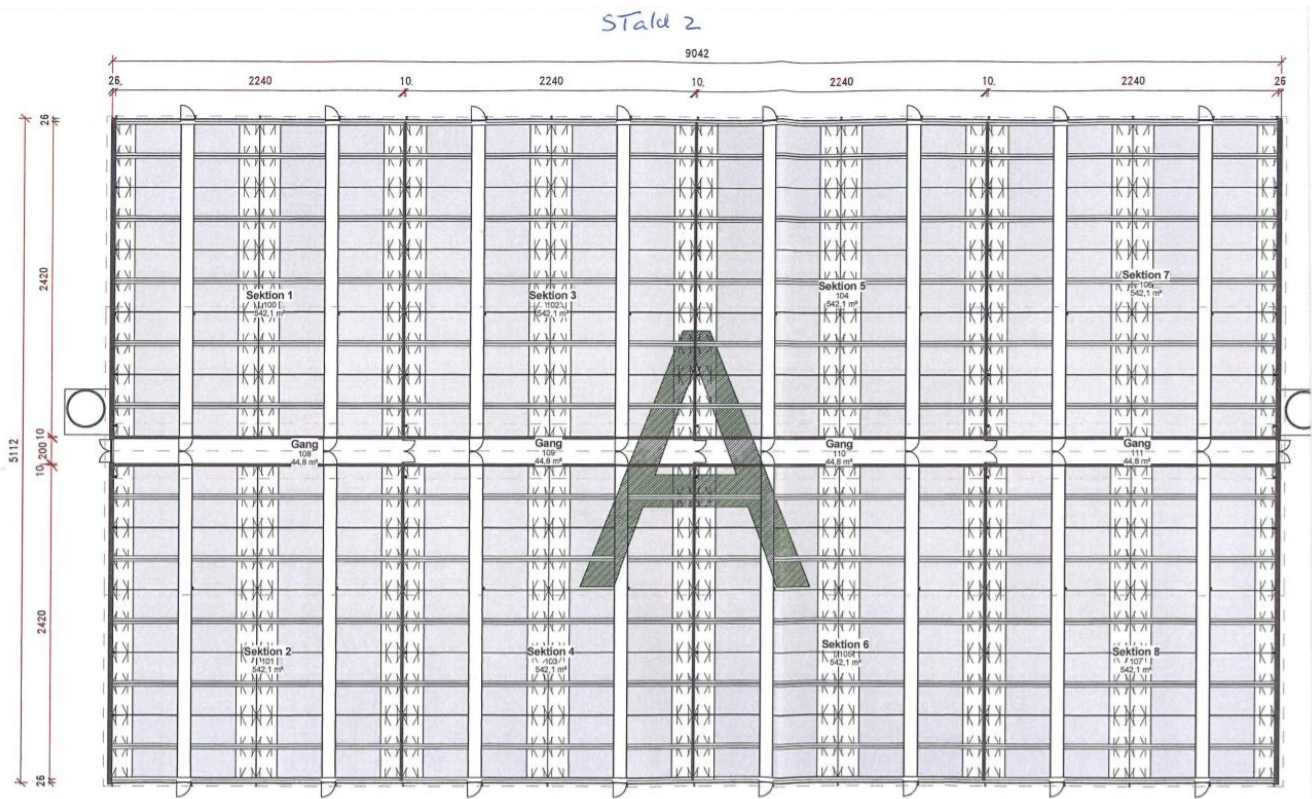 STald 2
9042
26, 2240 10, 2240 10, 2240 10, 2240 26
26
2420
10
200
10
5112
2420
26
Sektion 1
100
542,1 m²
Sektion 3
102
542,1 m²
Sektion 5
104
542,1 m²
Sektion 7
106
542,1 m²
A
Gang
108
44,8 m²
Gang
109
44,8 m²
Gang
110
44,8 m²
Gang
111
44,8 m²
Sektion 2
101
542,1 m²
Sektion 4
103
542,1 m²
Sektion 6
105
542,1 m²
Sektion 8
107
542,1 m²